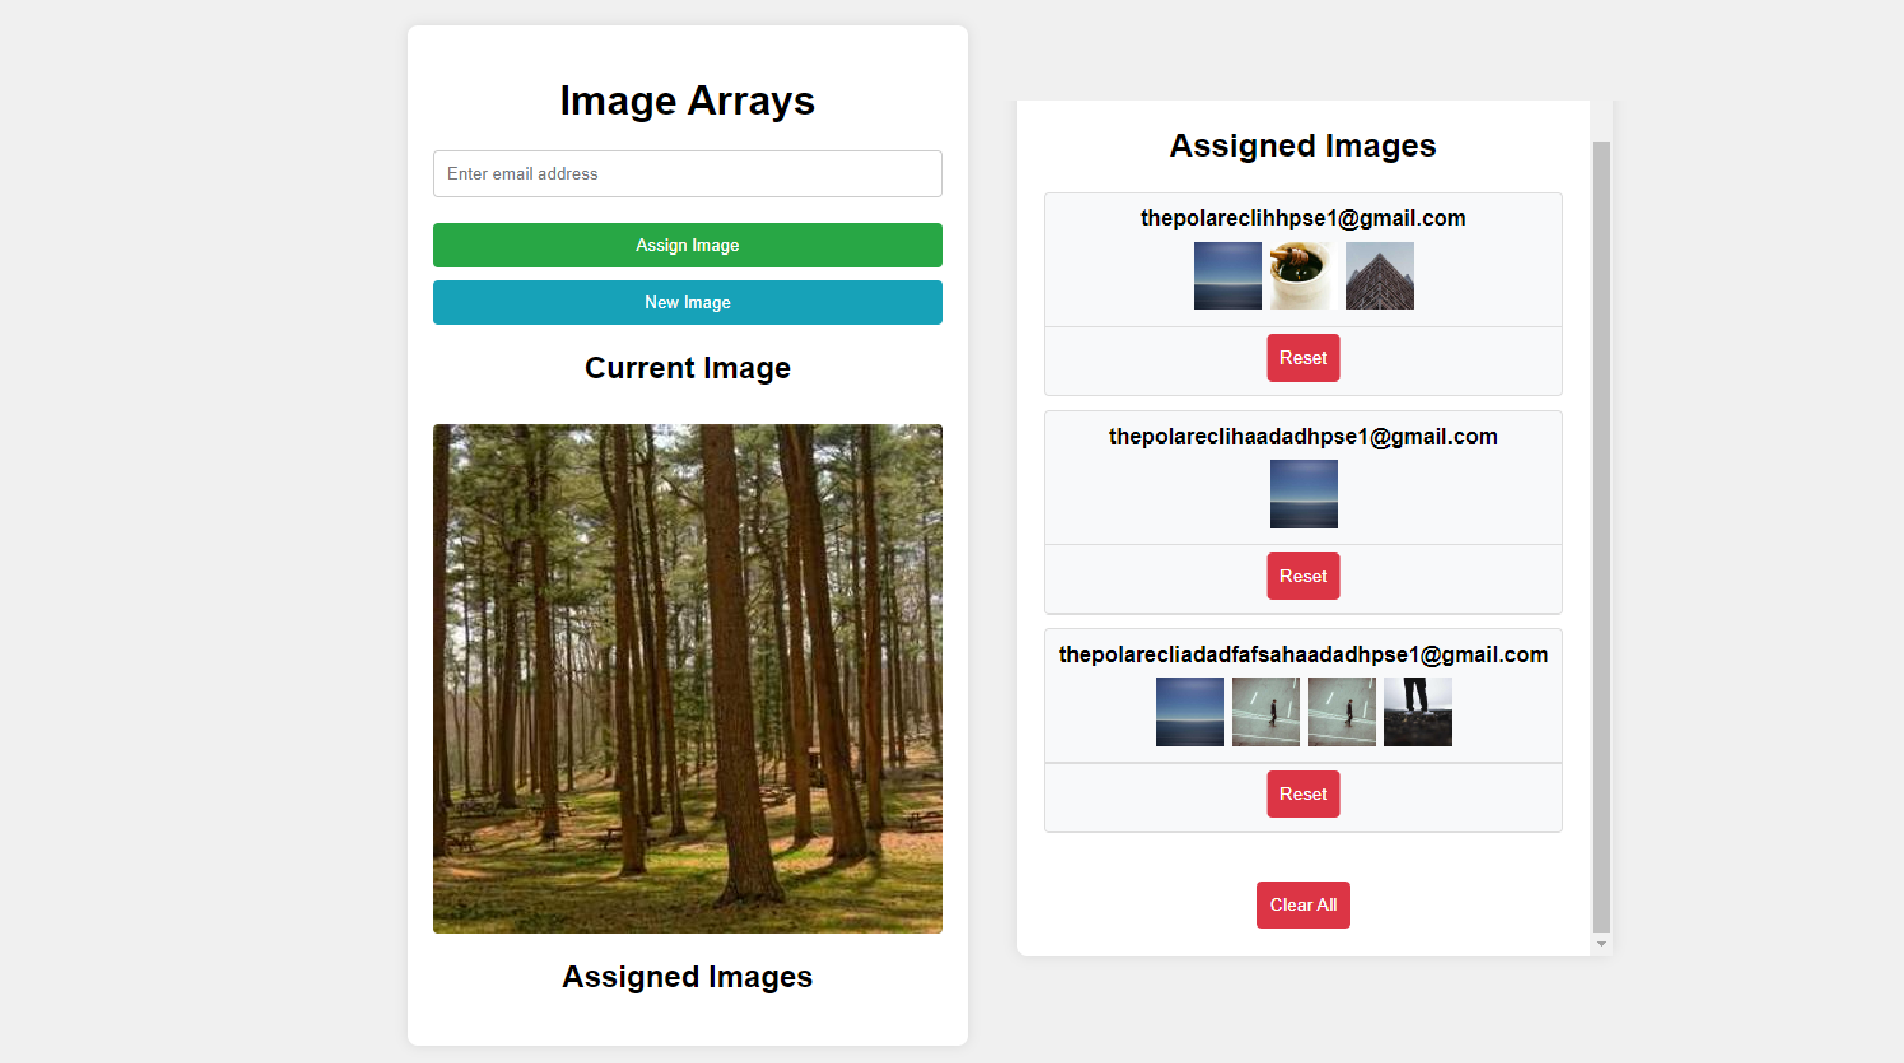 Image Arrays
Enter email address
Assign Image
New Image
Current Image
Assigned Images
Assigned Images
thepolareclihhpse1@gmail.com
Reset
thepolareclihaadadhpse1@gmail.com
Reset
thepolarecliadadfafsahaadadhpse1@gmail.com
Reset
Clear All